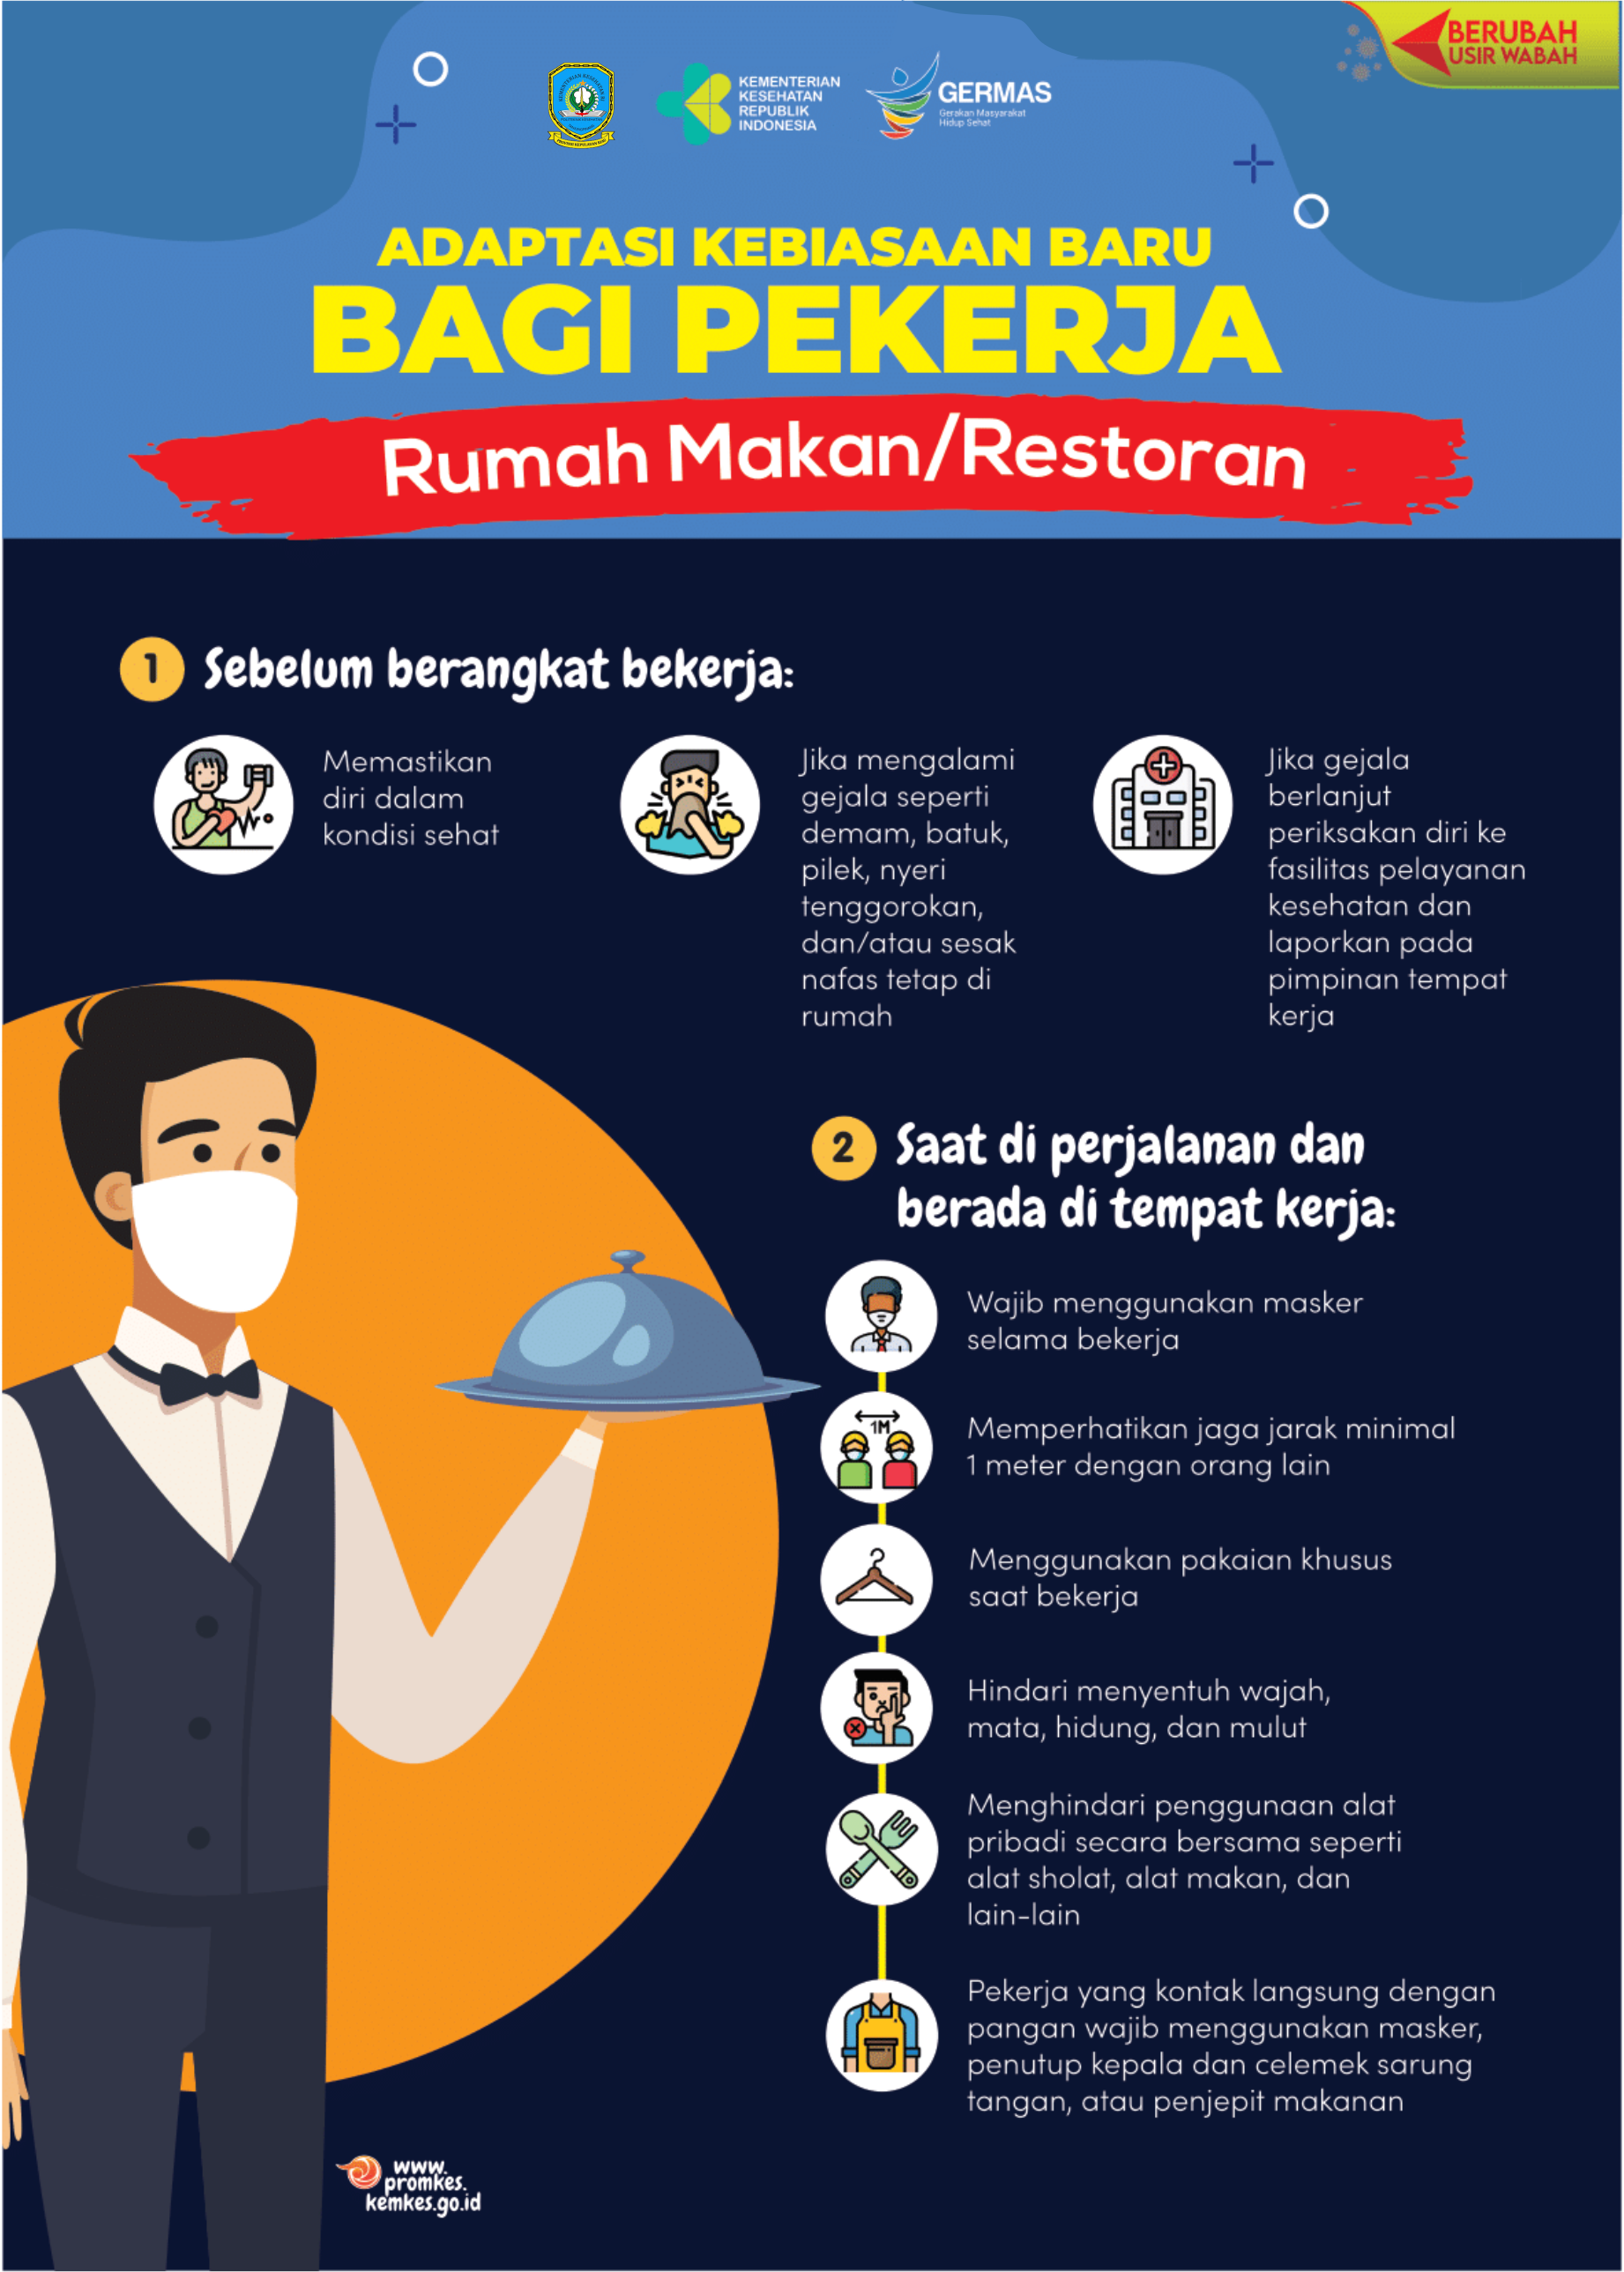 BERUBAH
USIR WABAH
KEMENTERIAN
KESEHATAN
REPUBLIK
INDONESIA
GERMAS
Gerakan Masyarakat
Hidup Sehat
ADAPTASI KEBIASAAN BARU
BAGI PEKERJA
Rumah Makan/Restoran
1 Sebelum berangkat bekerja:
Memastikan
diri dalam
kondisi sehat
Jika mengalami
gejala seperti
demam, batuk,
pilek, nyeri
tenggorokan,
dan/atau sesak
nafas tetap di
rumah
Jika gejala
berlanjut
periksakan diri ke
fasilitas pelayanan
kesehatan dan
laporkan pada
pimpinan tempat
kerja
2 Saat di perjalanan dan
berada di tempat kerja:
Wajib menggunakan masker
selama bekerja
1M
Memperhatikan jaga jarak minimal
1 meter dengan orang lain
Menggunakan pakaian khusus
saat bekerja
Hindari menyentuh wajah,
mata, hidung, dan mulut
Menghindari penggunaan alat
pribadi secara bersama seperti
alat sholat, alat makan, dan
lain-lain
Pekerja yang kontak langsung dengan
pangan wajib menggunakan masker,
penutup kepala dan celemek sarung
tangan, atau penjepit makanan
www.
promkes.
kemkes.go.id